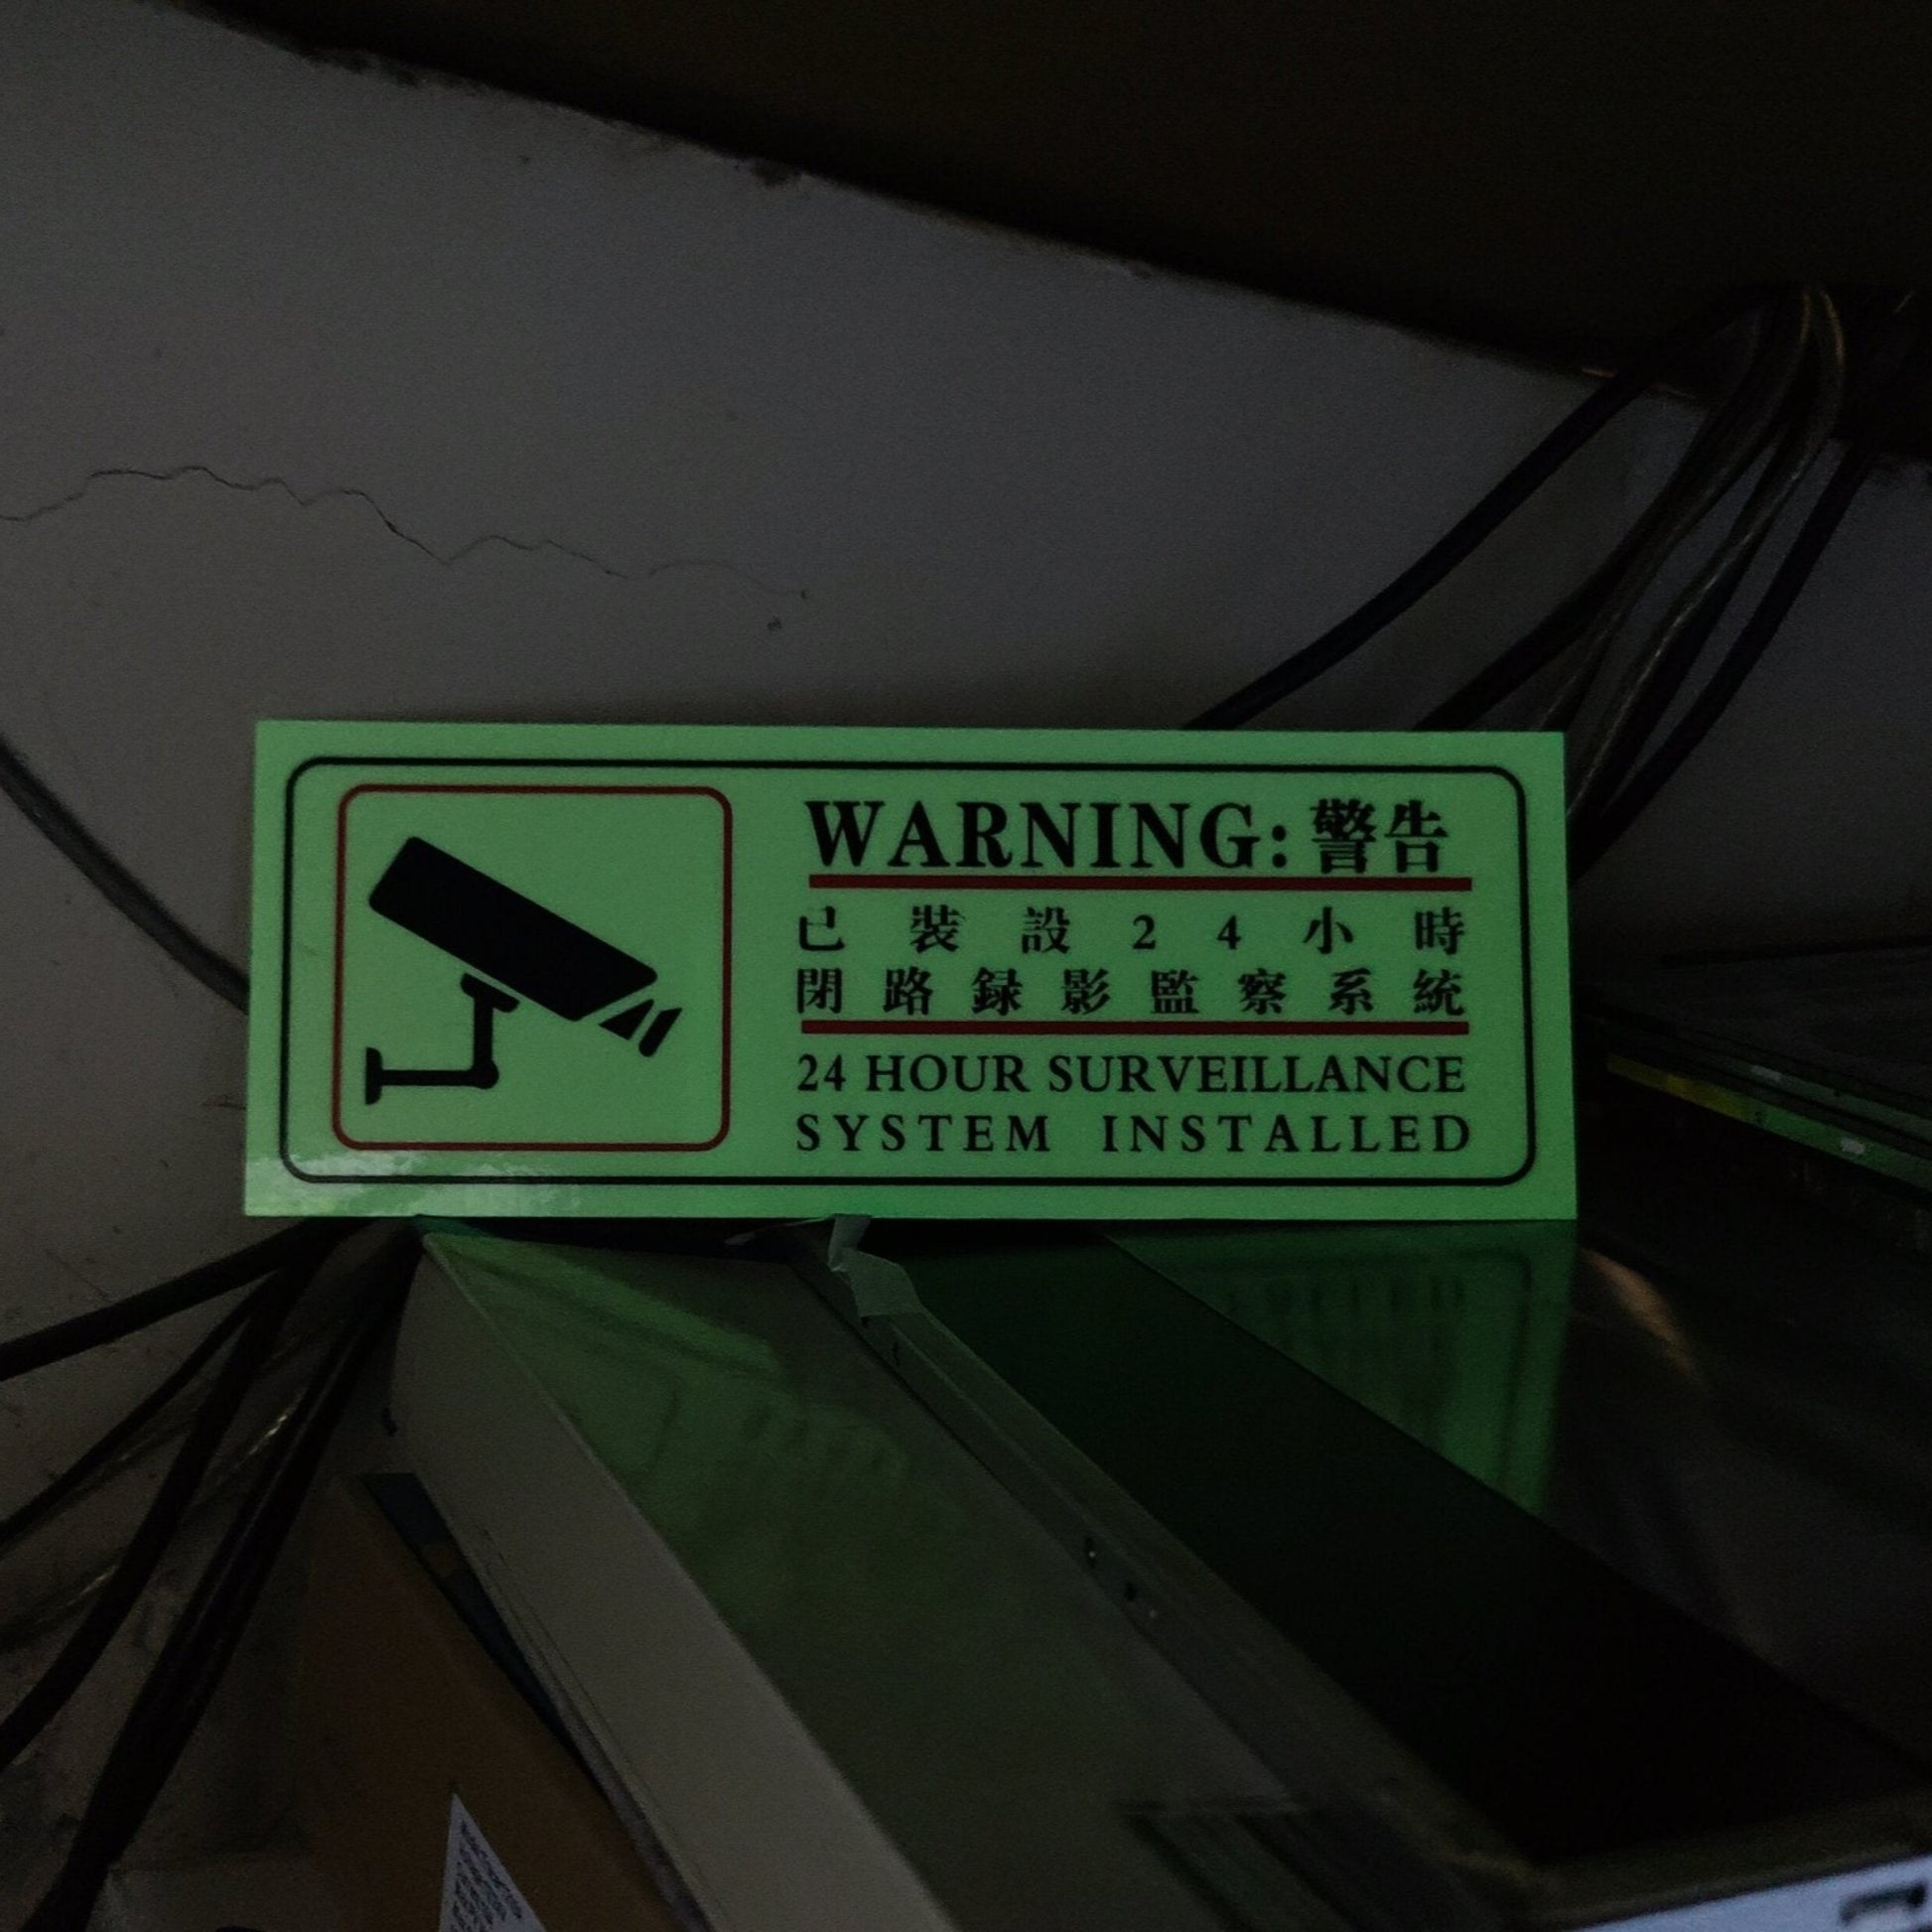 WARNING: 警告
已裝設24小時
閉路録影監察系統
24 HOUR SURVEILLANCE
SYSTEM INSTALLED